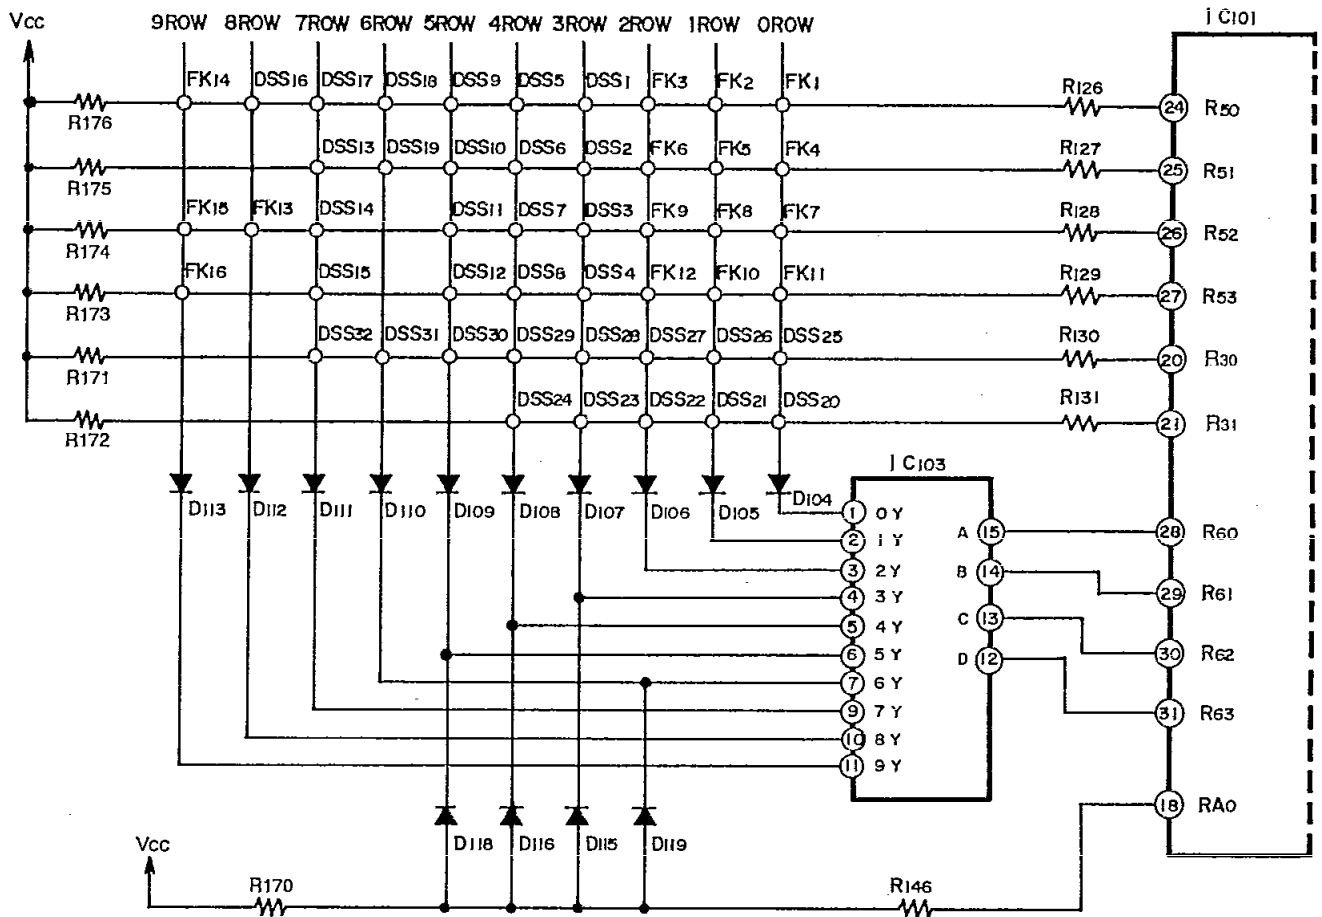 Vcc 9ROW 8ROW 7ROW 6ROW 5ROW 4ROW 3ROW 2ROW 1ROW 0ROW iC101
FK14 DSS16 DSS17 DSS18 DSS9 DSS5 DSS1 FK3 FK2 FK1 R126
R176 24 R50
DSS13 DSS19 DSS10 DSS6 DSS2 FK6 FK5 FK4 R127
R175 25 R51
FK15 FK13 DSS14 DSS11 DSS7 DSS3 FK9 FK8 FK7 R128
R174 26 R52
FK16 DSS15 DSS12 DSS8 DSS4 FK12 FK10 FK11 R129
R173 27 R53
DSS32 DSS31 DSS30 DSS29 DSS28 DSS27 DSS26 DSS25 R130
R171 20 R30
DSS24 DSS23 DSS22 DSS21 DSS20 R131
R172 21 R31
iC103
D113 D112 D111 D110 D109 D108 D107 D106 D105 D104
1 0Y A 15 28 R60
2 1Y
3 2Y B 14 29 R61
4 3Y
5 4Y C 13
6 5Y D 12 30 R62
7 6Y
9 7Y 31 R63
10 8Y
11 9Y
18 RA0
Vcc D118 D116 D115 D119
R170 R146